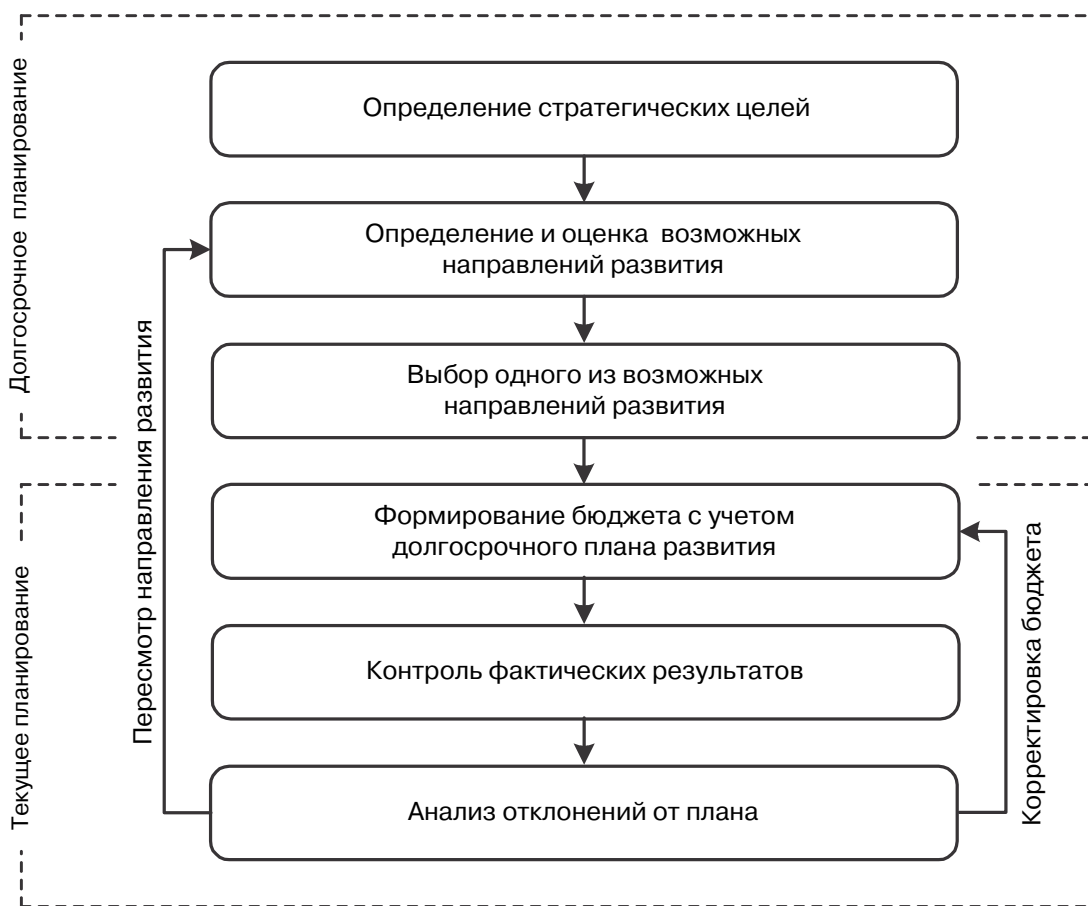 Долгосрочное планирование
Определение стратегических целей
Определение и оценка возможных
направлений развития
Выбор одного из возможных
направлений развития
Пересмотр направления развития
Текущее планирование
Формирование бюджета с учетом
долгосрочного плана развития
Контроль фактических результатов
Анализ отклонений от плана
Корректировка бюджета